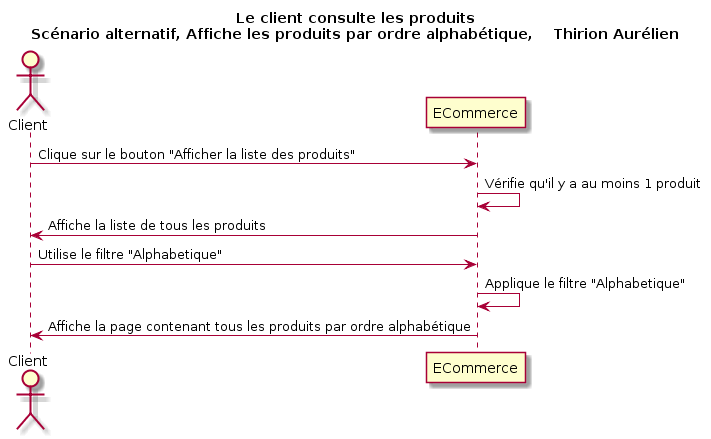 Le client consulte les produits
Scénario alternatif, Affiche les produits par ordre alphabétique, Thirion Aurélien
Client
ECommerce
Clique sur le bouton "Afficher la liste des produits"
Vérifie qu'il y a au moins 1 produit
Affiche la liste de tous les produits
Utilise le filtre "Alphabetique"
Applique le filtre "Alphabetique"
Affiche la page contenant tous les produits par ordre alphabétique
Client
ECommerce